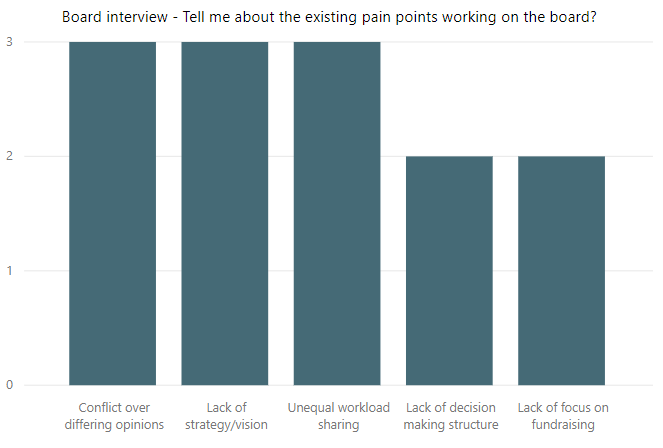 Board interview - Tell me about the existing pain points working on the board?
3
2
1
0
Conflict over
differing opinions
Lack of
strategy/vision
Unequal workload
sharing
Lack of decision
making structure
Lack of focus on
fundraising